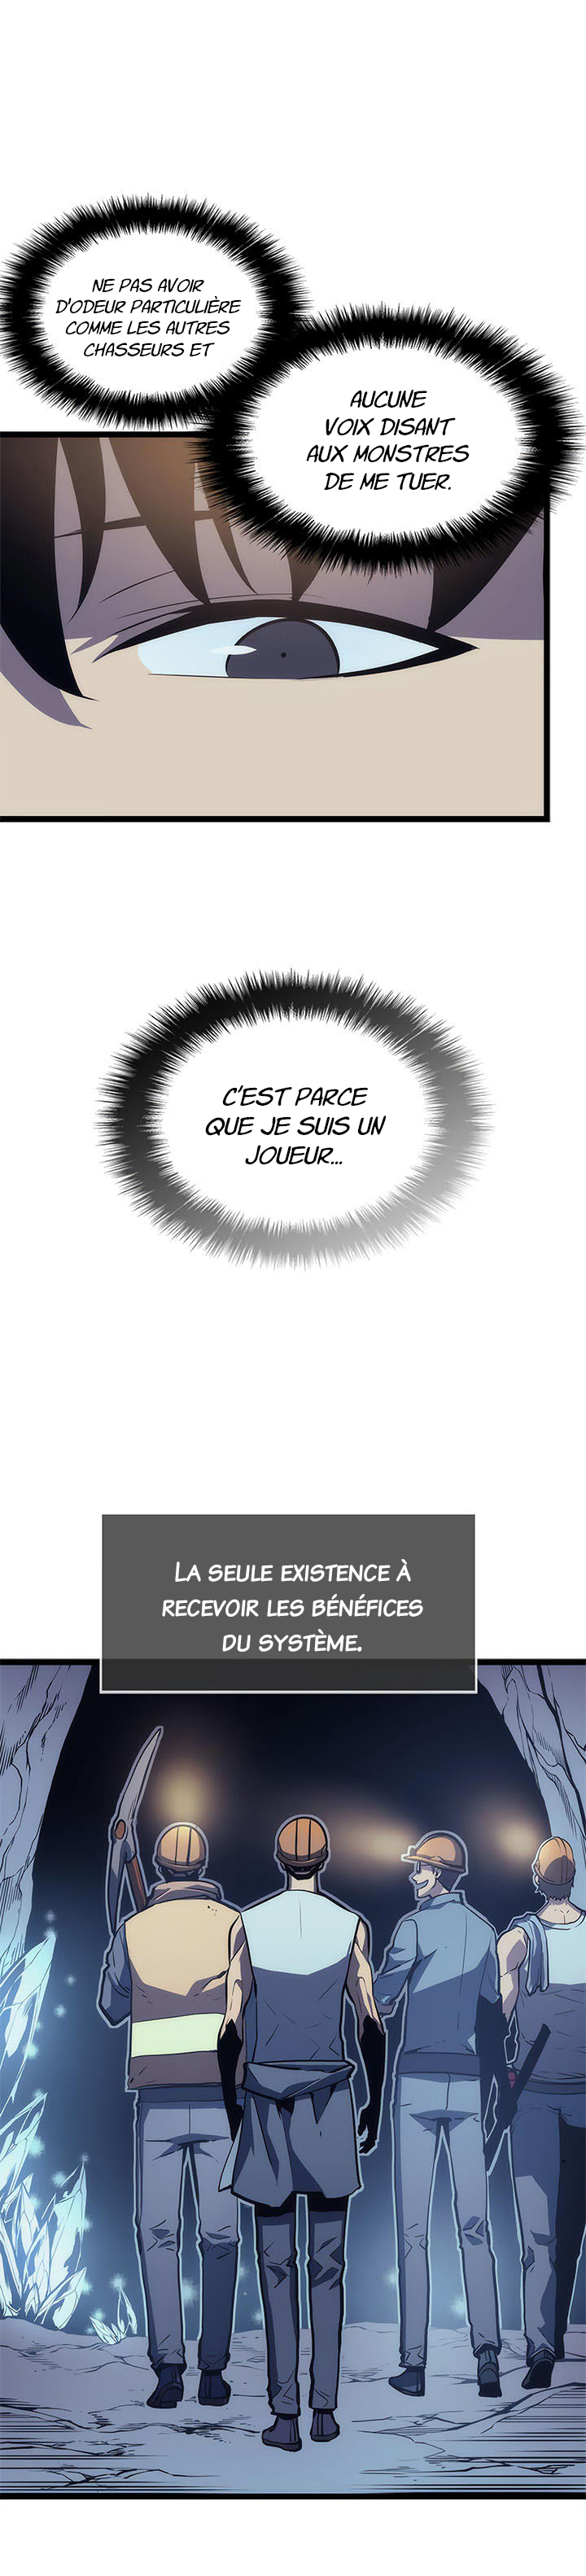 NE PAS AVOIR
D'ODEUR PARTICULIÈRE
COMME LES AUTRES
CHASSEURS ET
AUCUNE
VOIX DISANT
AUX MONSTRES
DE ME TUER.
C'EST PARCE
QUE JE SUIS UN
JOUEUR...
LA SEULE EXISTENCE À
RECEVOIR LES BÉNÉFICES
DU SYSTÈME.